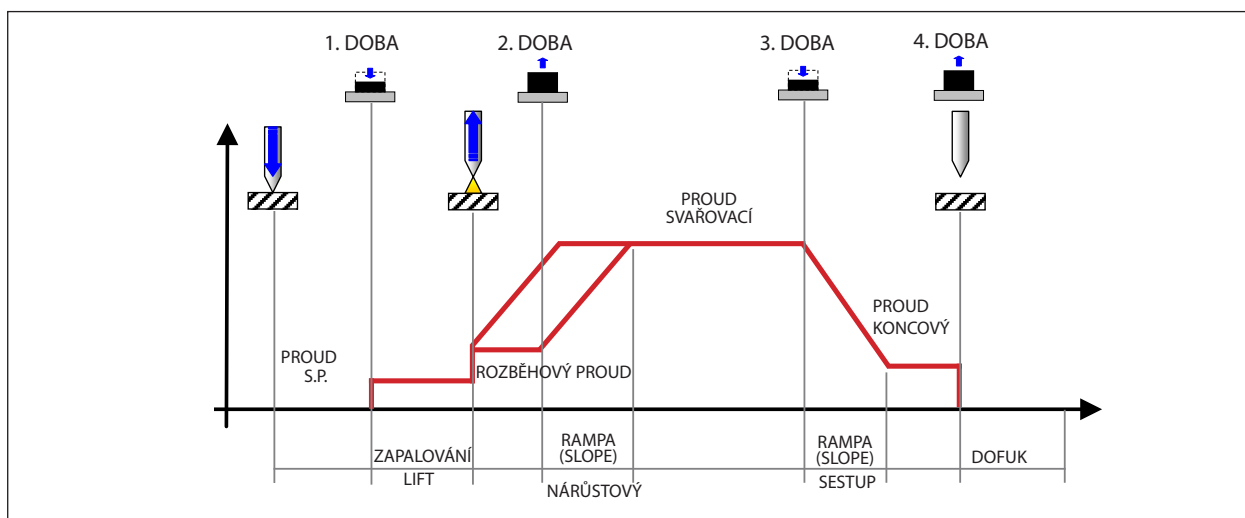 1. DOBA
2. DOBA
3. DOBA
4. DOBA
PROUD
SVAŘOVACÍ
PROUD
KONCOVÝ
PROUD
S.P.
ROZBĚHOVÝ PROUD
ZAPALOVÁNÍ
LIFT
RAMPA
(SLOPE)
NÁRŮSTOVÝ
RAMPA
(SLOPE)
SESTUP
DOFUK